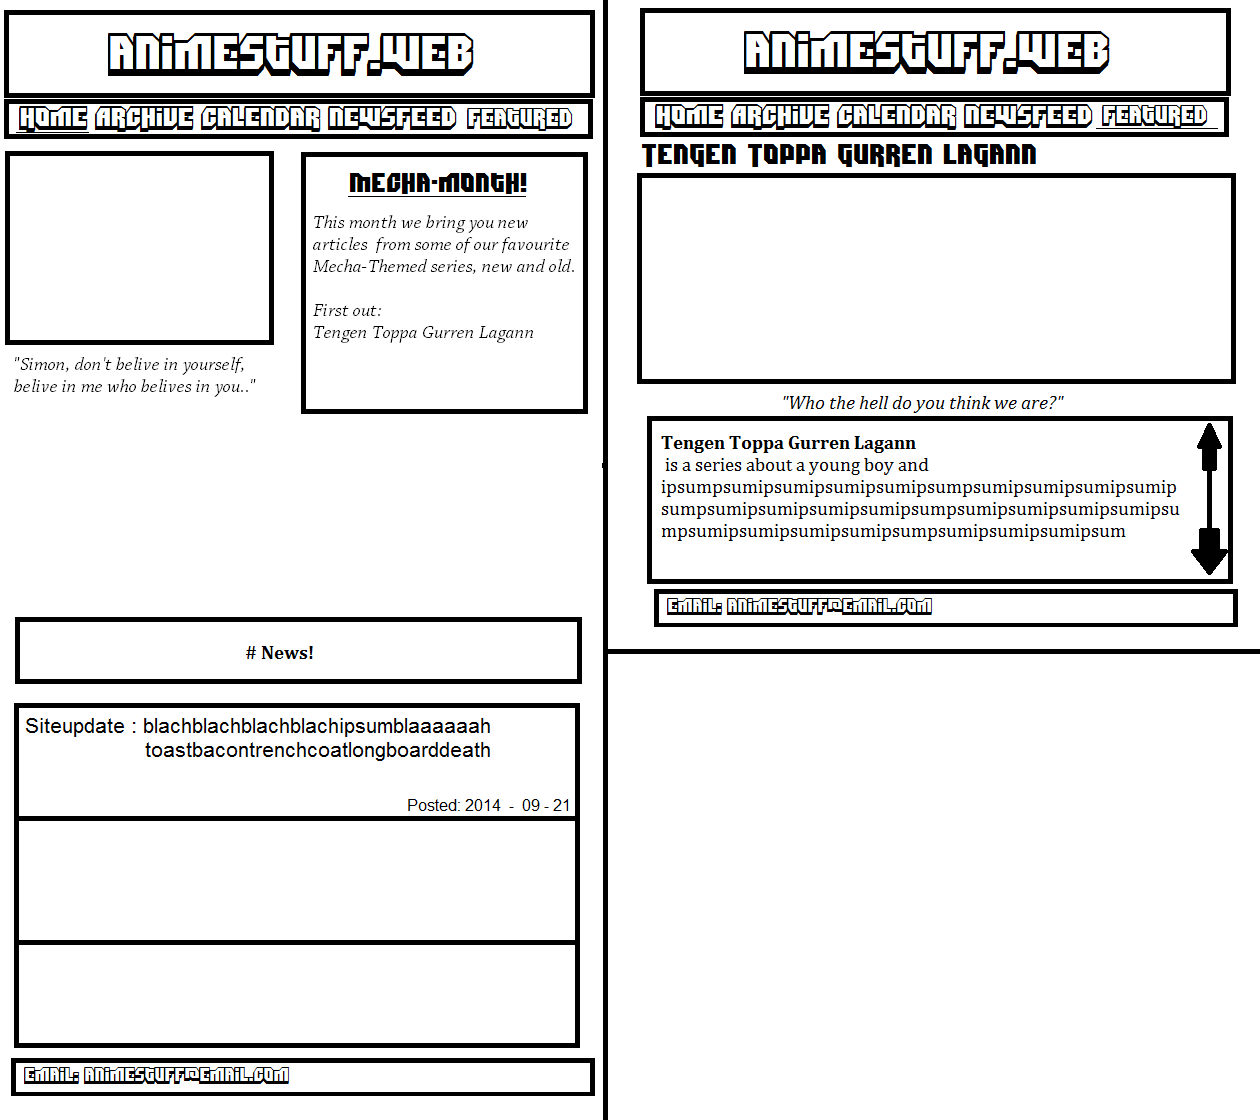 ANiMESTUFF.WEB
HOME ARCHiVE CALENDAR NEWSFEED FEATURED
MECHA-MONTH!
This month we bring you new
articles  from some of our favourite
Mecha-Themed series, new and old.
First out:
Tengen Toppa Gurren Lagann
"Simon, don't belive in yourself,
belive in me who belives in you.."
# News!
Siteupdate : blachblachblachblachipsumblaaaaaah
toastbacontrenchcoatlongboarddeath
Posted: 2014  -  09 - 21
EMAiL: ANiMESTUFF@EMAiL.COM
ANiMESTUFF.WEB
HOME ARCHiVE CALENDAR NEWSFEED FEATURED
TENGEN TOPPA GURREN LAGANN
"Who the hell do you think we are?"
Tengen Toppa Gurren Lagann
is a series about a young boy and
ipsumpsumipsumipsumipsumipsumpsumipsumipsumipsumip
sumpsumipsumipsumipsumipsumpsumipsumipsumipsumipsu
mpsumipsumipsumipsumipsumpsumipsumipsumipsum
EMAiL: ANiMESTUFF@EMAiL.COM